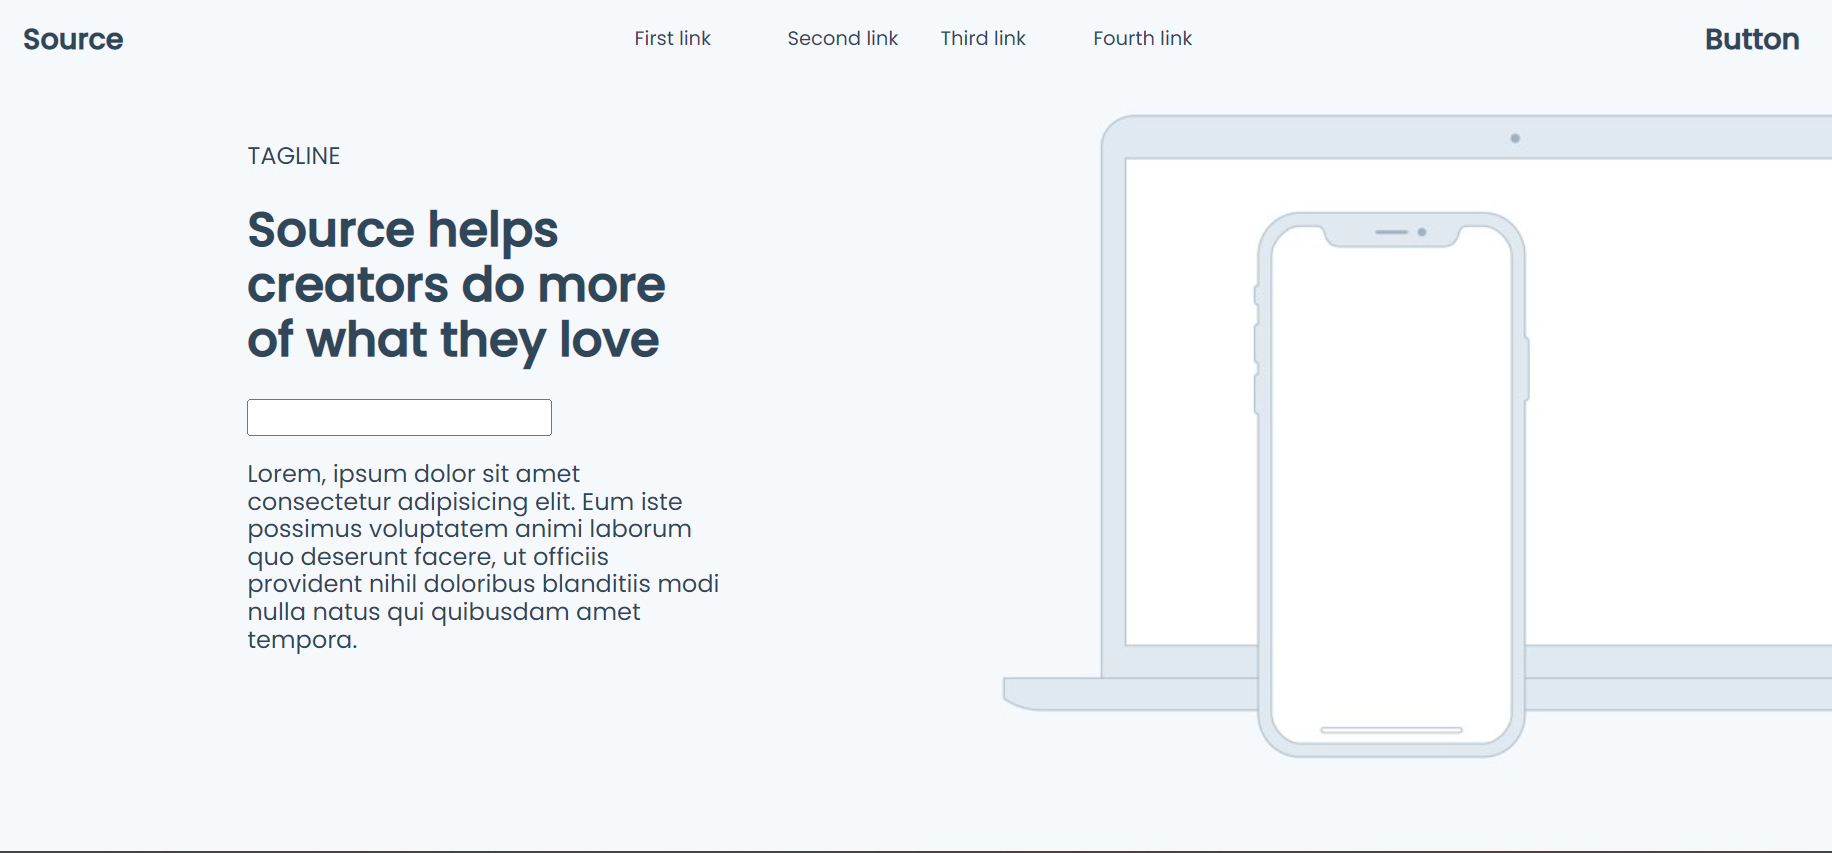 Source
First link
Second link
Third link
Fourth link
Button
TAGLINE
Source helps
creators do more
of what they love
Lorem, ipsum dolor sit amet
consectetur adipisicing elit. Eum iste
possimus voluptatem animi laborum
quo deserunt facere, ut officiis
provident nihil doloribus blanditiis modi
nulla natus qui quibusdam amet
tempora.